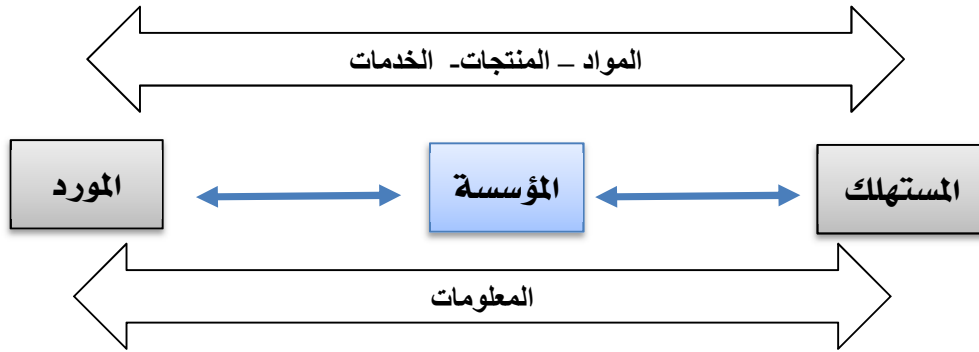 المواد – المنتجات- الخدمات
المستهلك
المؤسسة
المورد
المعلومات